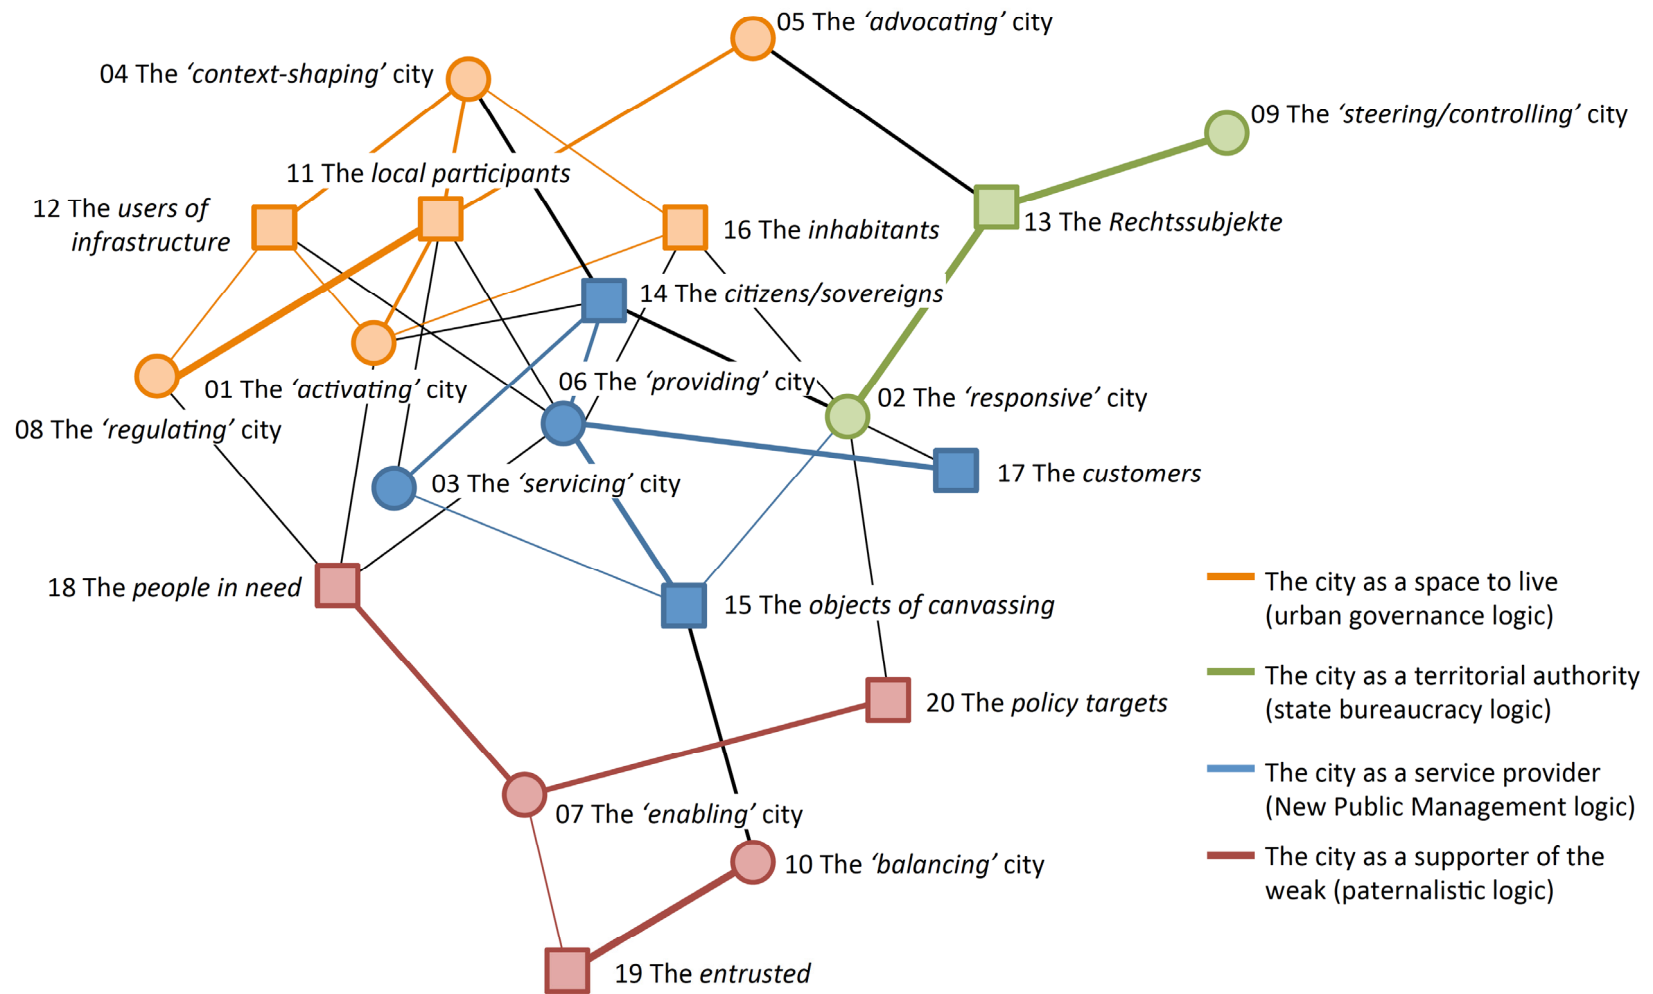 05 The ‘advocating’ city
04 The ‘context-shaping’ city
09 The ‘steering/controlling’ city
11 The local participants
12 The users of
infrastructure
16 The inhabitants
13 The Rechtssubjekte
14 The citizens/sovereigns
01 The ‘activating’ city
06 The ‘providing’ city
02 The ‘responsive’ city
08 The ‘regulating’ city
03 The ‘servicing’ city
17 The customers
18 The people in need
15 The objects of canvassing
20 The policy targets
07 The ‘enabling’ city
10 The ‘balancing’ city
19 The entrusted
The city as a space to live
(urban governance logic)
The city as a territorial authority
(state bureaucracy logic)
The city as a service provider
(New Public Management logic)
The city as a supporter of the
weak (paternalistic logic)